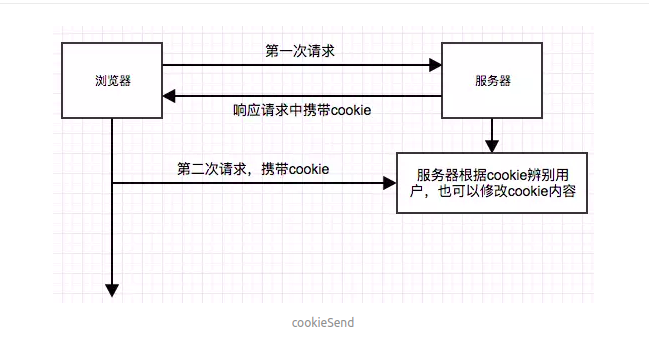 第一次请求
浏览器
服务器
响应请求中携带cookie
第二次请求，携带cookie
服务器根据cookie辨别用
户，也可以修改cookie内容
cookieSend